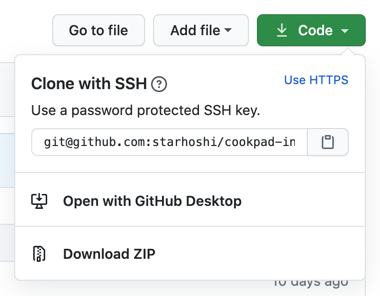 Go to file
Add file
Code
Clone with SSH
Use HTTPS
Use a password protected SSH key.
git@github.com:starhoshi/cookpad-in
Open with GitHub Desktop
Download ZIP
10 days ago